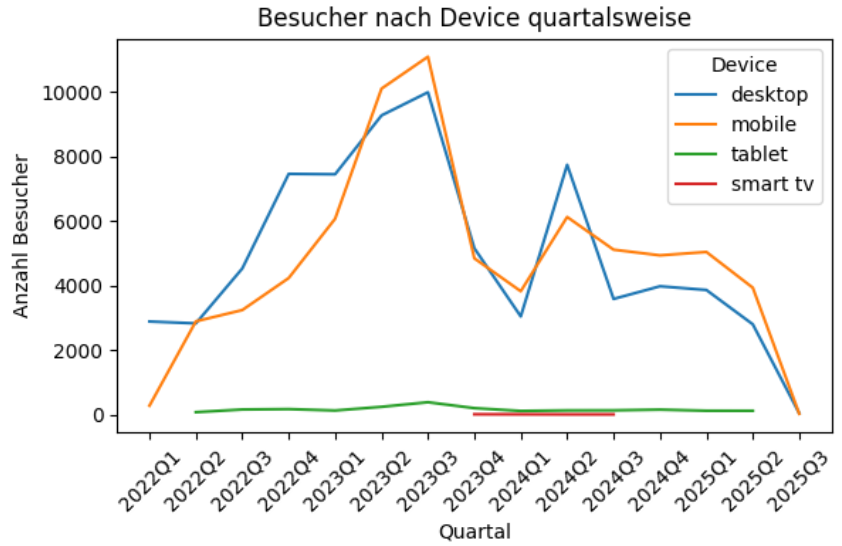 Besucher nach Device quartalsweise
Device
desktop
mobile
tablet
smart tv
Anzahl Besucher
10000
8000
6000
4000
2000
0
2022Q1
2022Q2
2022Q3
2022Q4
2023Q1
2023Q2
2023Q3
2023Q4
2024Q1
2024Q2
2024Q3
2024Q4
2025Q1
2025Q2
2025Q3
Quartal